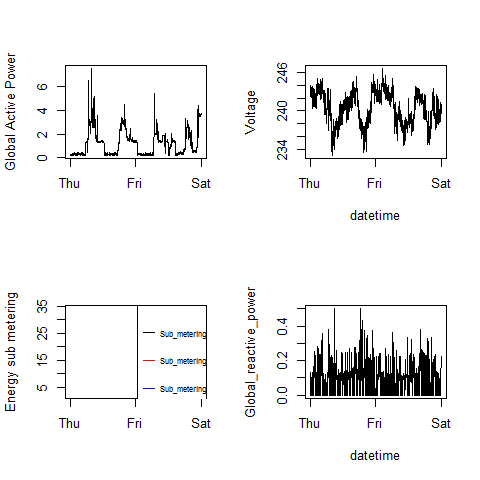 Global Active Power
6
4
2
0
Thu
Fri
Sat
Voltage
246
240
234
Thu
Fri
Sat
datetime
Energy sub metering
35
25
15
5
Sub_metering
Sub_metering
Sub_metering
Thu
Fri
Sat
Global_reactive_power
0.4
0.2
0.0
Thu
Fri
Sat
datetime